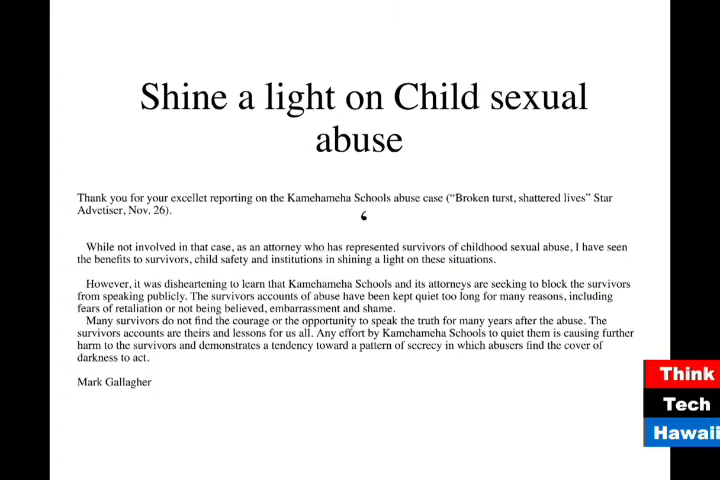 Shine a light on Child sexual
abuse
Thank you for your excellet reporting on the Kamehameha Schools abuse case (“Broken turst, shattered lives” Star
Advetiser, Nov. 26).
‘
While not involved in that case, as an attorney who has represented survivors of childhood sexual abuse, I have seen
the benefits to survivors, child safety and institutions in shining a light on these situations.
However, it was disheartening to learn that Kamehameha Schools and its attorneys are seeking to block the survivors
from speaking publicly. The survivors accounts of abuse have been kept quiet too long for many reasons, including
fears of retaliation or not being believed, embarrassment and shame.
Many survivors do not find the courage or the opportunity to speak the truth for many years after the abuse. The
survivors accounts are theirs and lessons for us all. Any effort by Kamehameha Schools to quiet them is causing further
harm to the survivors and demonstrates a tendency toward a pattern of secrecy in which abusers find the cover of
darkness to act.
Mark Gallagher
Think
Tech
Hawaii